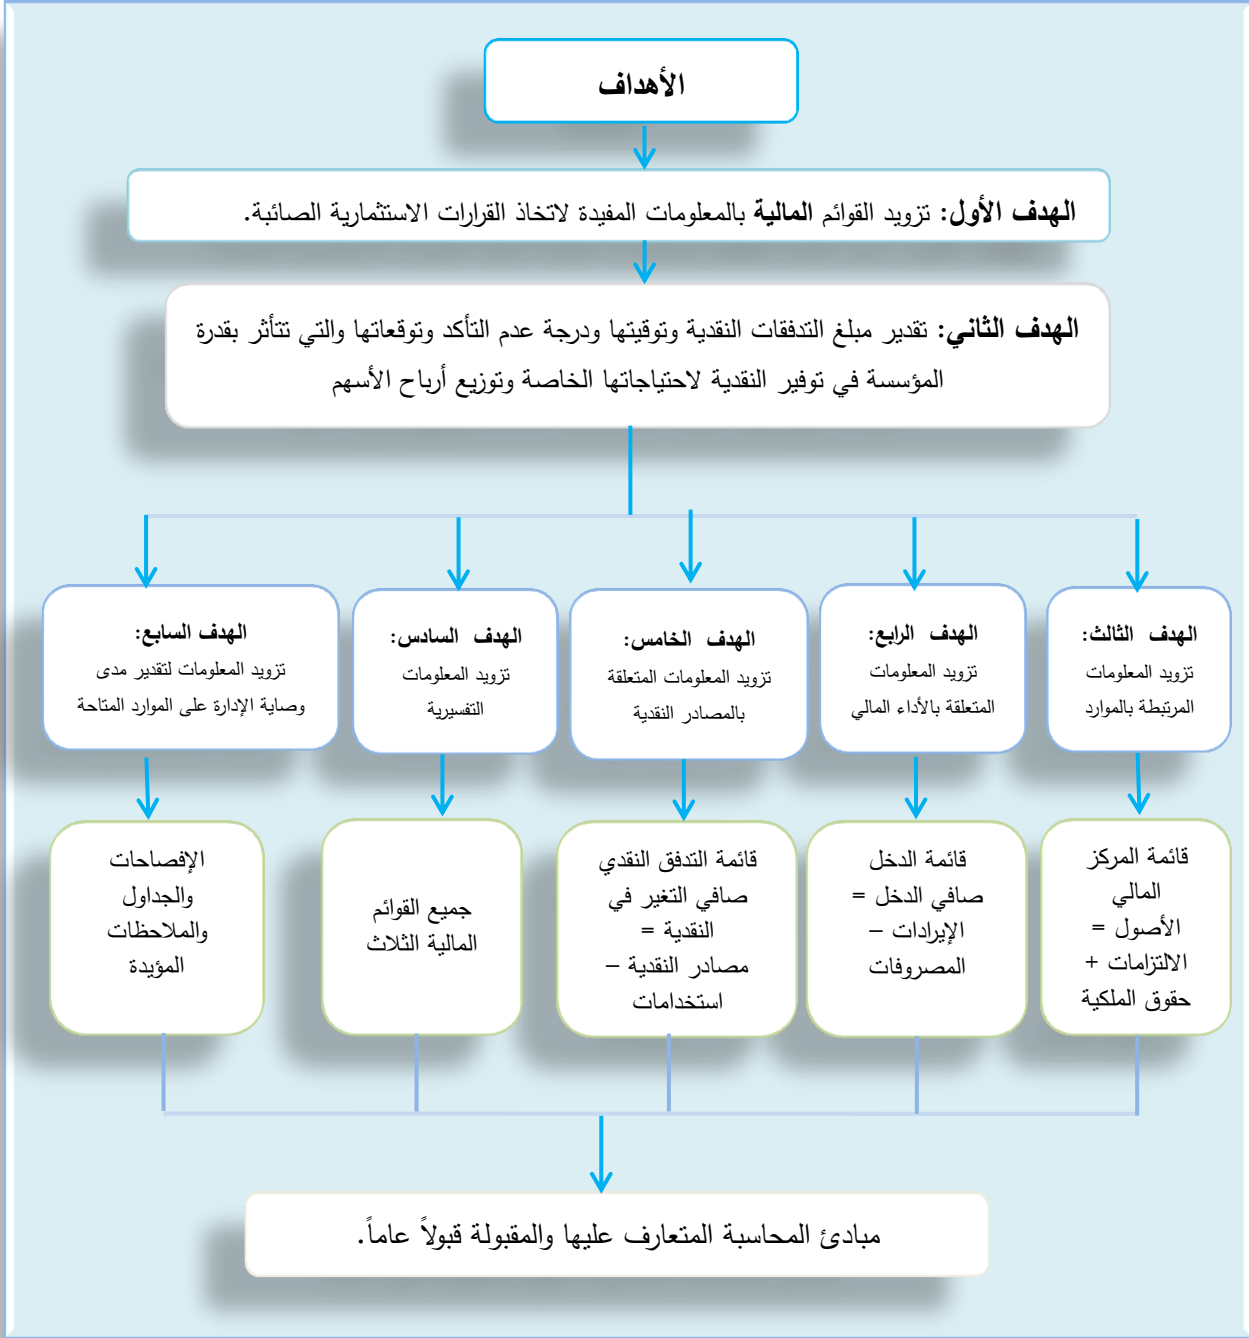 الأهداف
الهدف الأول: تزويد القوائم المالية بالمعلومات المفيدة لاتخاذ القرارات الاستثمارية الصائبة.
الهدف الثاني: تقدير مبلغ التدفقات النقدية وتوقيتها ودرجة عدم التأكد وتوقعاتها والتي تتأثر بقدرة
المؤسسة في توفير النقدية لاحتياجاتها الخاصة وتوزيع أرباح الأسهم
الهدف الثالث:
تزويد المعلومات
المرتبطة بالموارد
الهدف الرابع:
تزويد المعلومات
المتعلقة بالأداء المالي
الهدف الخامس:
تزويد المعلومات المتعلقة
بالمصادر النقدية
الهدف السادس:
تزويد المعلومات
التفسيرية
الهدف السابع:
تزويد المعلومات لتقدير مدى
وصاية الإدارة على الموارد المتاحة
قائمة المركز
المالي
الأصول =
الالتزامات +
حقوق الملكية
قائمة الدخل
صافي الدخل =
الإيرادات –
المصروفات
قائمة التدفق النقدي
صافي التغير في
النقدية =
مصادر النقدية –
استخدامات
جميع القوائم
المالية الثلاث
الإفصاحات
والجداول
والملاحظات
المؤيدة
مبادئ المحاسبة المتعارف عليها والمقبولة قبولاً عاماً.